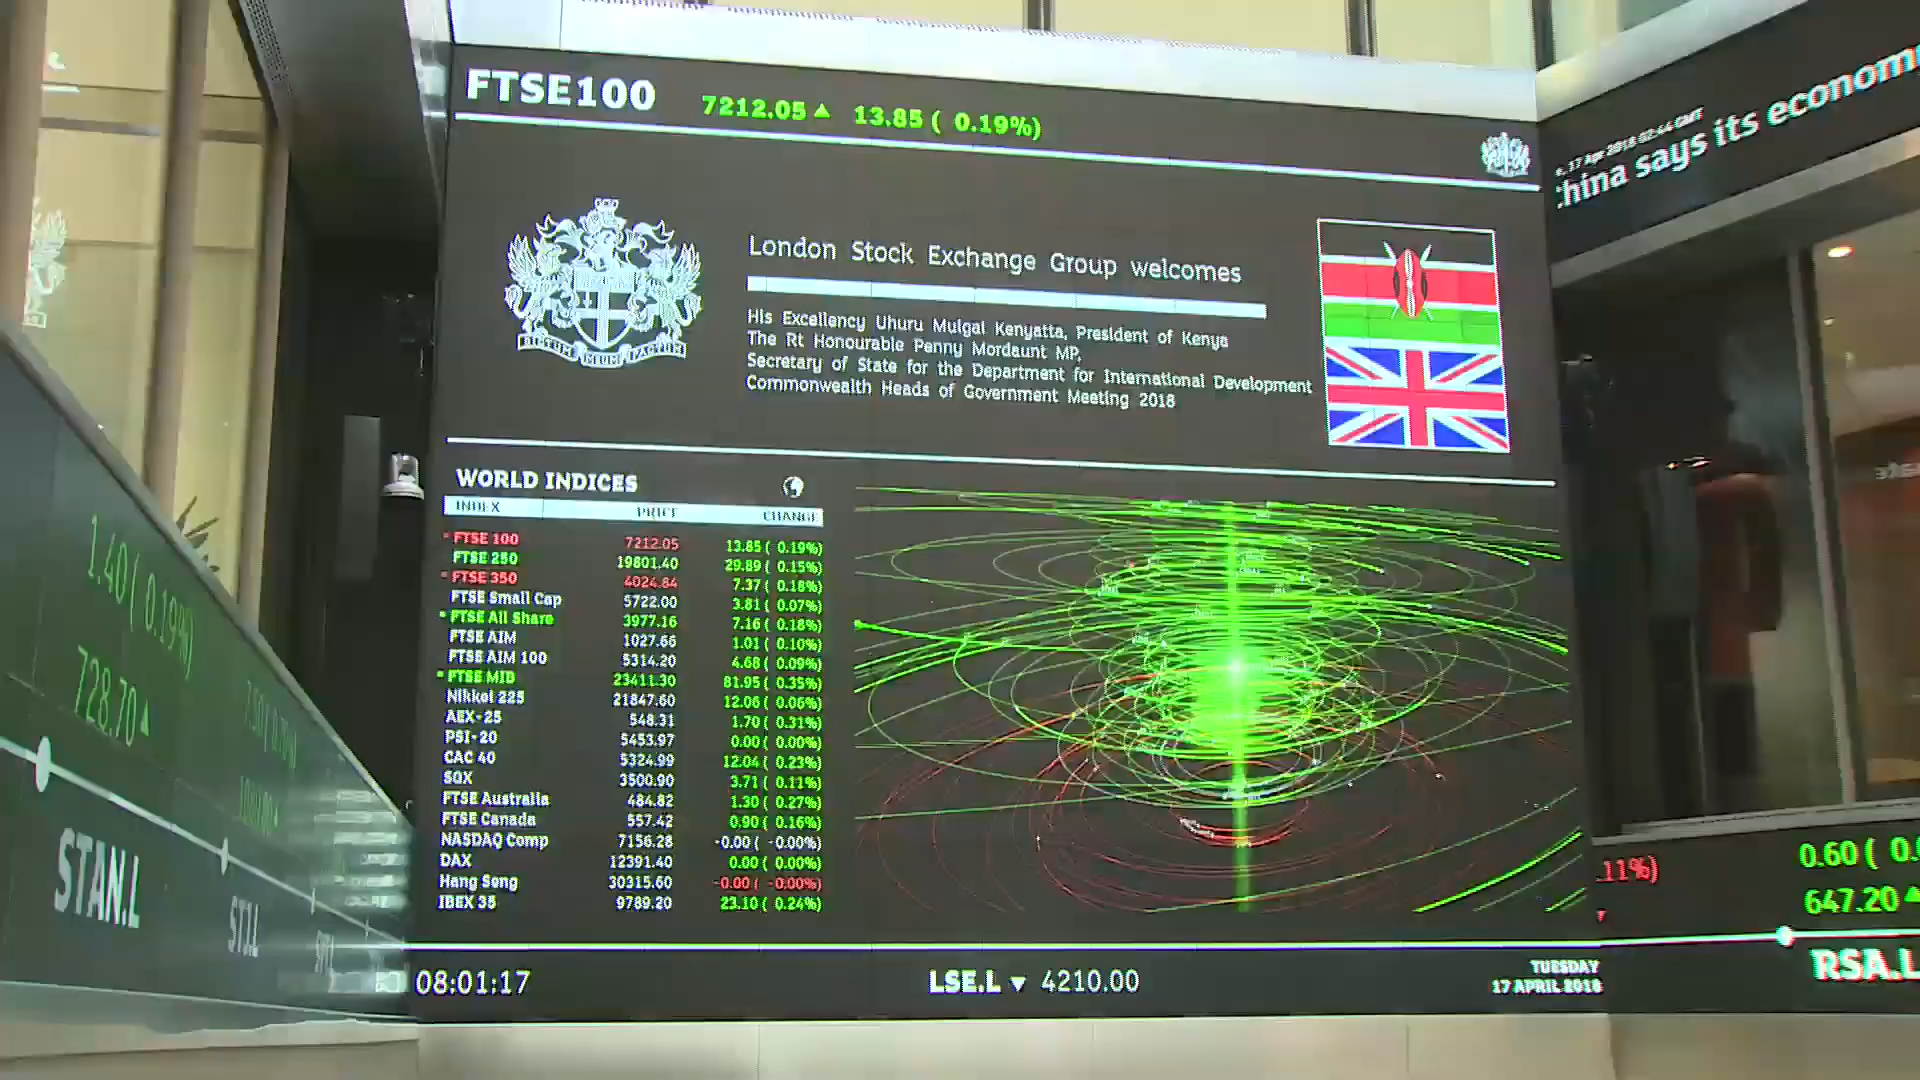 FTSE100 7212.05 ▲ 13.85 ( 0.19%)
London Stock Exchange Group welcomes
His Excellency Uhuru Muigai Kenyatta, President of Kenya
The Rt Honourable Penny Mordaunt MP,
Secretary of State for the Department for International Development
Commonwealth Heads of Government Meeting 2018
WORLD INDICES
INDEX PRICE CHANGE
FTSE 100 7212.05 13.85 ( 0.19%)
FTSE 250 19801.40 29.89 ( 0.15%)
FTSE 350 4024.84 7.37 ( 0.18%)
FTSE Small Cap 5722.00 3.81 ( 0.07%)
FTSE All Share 3977.16 7.16 ( 0.18%)
FTSE AIM 1027.66 1.01 ( 0.10%)
FTSE AIM 100 5314.20 4.68 ( 0.09%)
FTSE MID 23411.30 81.95 ( 0.35%)
Nikkei 225 21847.60 12.06 ( 0.06%)
AEX-25 548.31 1.70 ( 0.31%)
PSI-20 5453.97 0.00 ( 0.00%)
CAC 40 5324.99 12.04 ( 0.23%)
SOX 3500.90 3.71 ( 0.11%)
FTSE Australia 484.82 1.30 ( 0.27%)
FTSE Canada 557.42 0.90 ( 0.16%)
NASDAQ Comp 7156.28 -0.00 ( -0.00%)
DAX 12391.40 0.00 ( 0.00%)
Hang Seng 30315.60 -0.00 ( -0.00%)
IBEX 35 9789.20 23.10 ( 0.24%)
08:01:17 LSE.L ▼ 4210.00
TUESDAY
17 APRIL 2018
17 Apr 2018 02:44 GMT
hina says its econom
1.40 ( 0.19%)
728.70 ▲
STAN.L
STJ.L
.11%)
▼
0.60 ( 0.
647.20 ▲
RSA.L